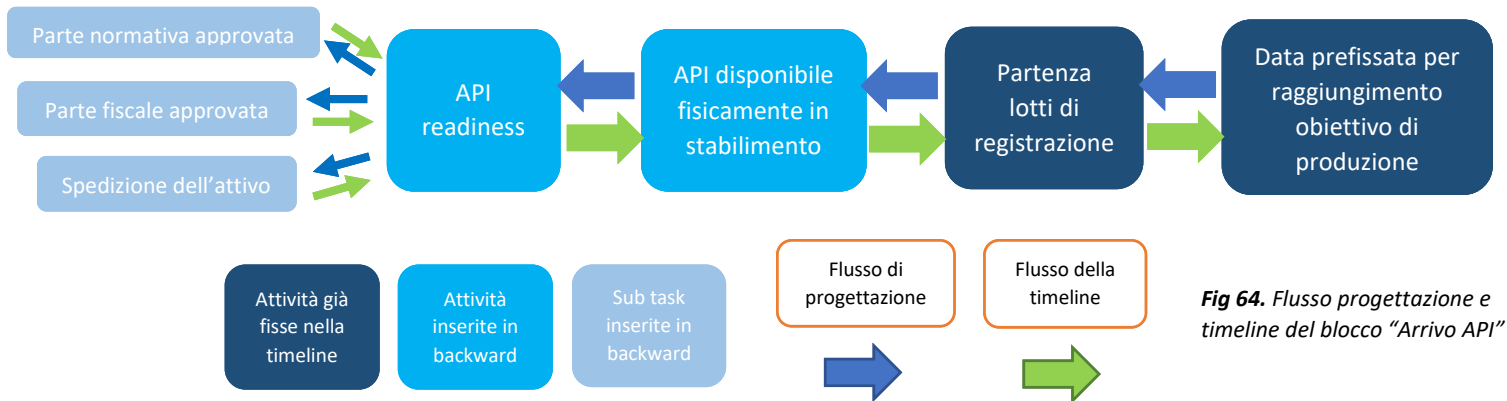 Parte normativa approvata
Parte fiscale approvata
Spedizione dell'attivo
API
readiness
API disponibile
fisicamente in
stabilimento
Partenza
lotti di
registrazione
Data prefissata per
raggiungimento
obiettivo di
produzione
Attività già
fisse nella
timeline
Attività
inserite in
backward
Sub task
inserite in
backward
Flusso di
progettazione
Flusso della
timeline
Fig 64. Flusso progettazione e
timeline del blocco “Arrivo API”